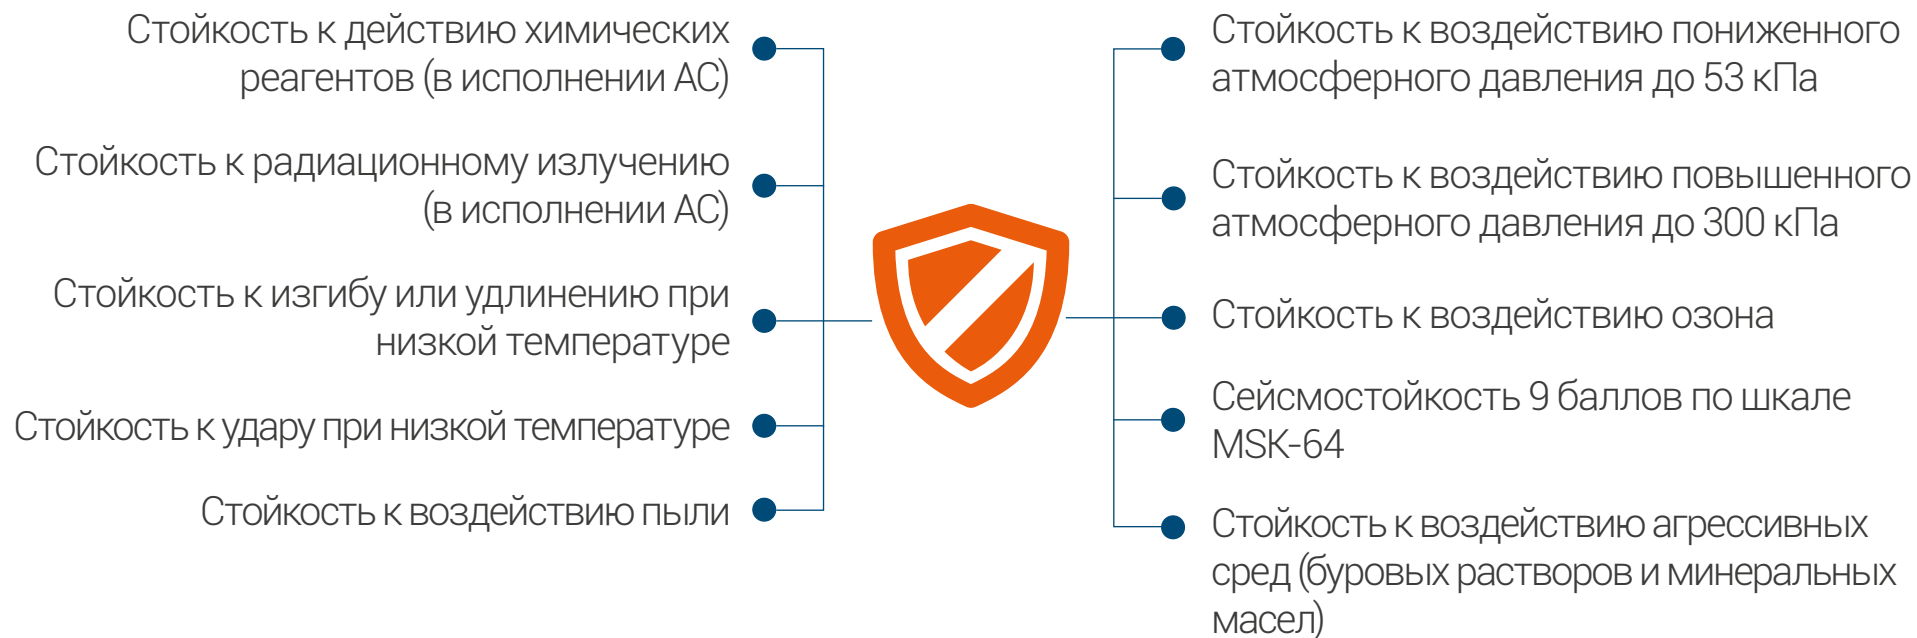 Стойкость к действию химических
реагентов (в исполнении АС)
Стойкость к радиационному излучению
(в исполнении АС)
Стойкость к изгибу или удлинению при
низкой температуре
Стойкость к удару при низкой температуре
Стойкость к воздействию пыли
Стойкость к воздействию пониженного
атмосферного давления до 53 кПа
Стойкость к воздействию повышенного
атмосферного давления до 300 кПа
Стойкость к воздействию озона
Сейсмостойкость 9 баллов по шкале
MSK-64
Стойкость к воздействию агрессивных
сред (буровых растворов и минеральных
масел)